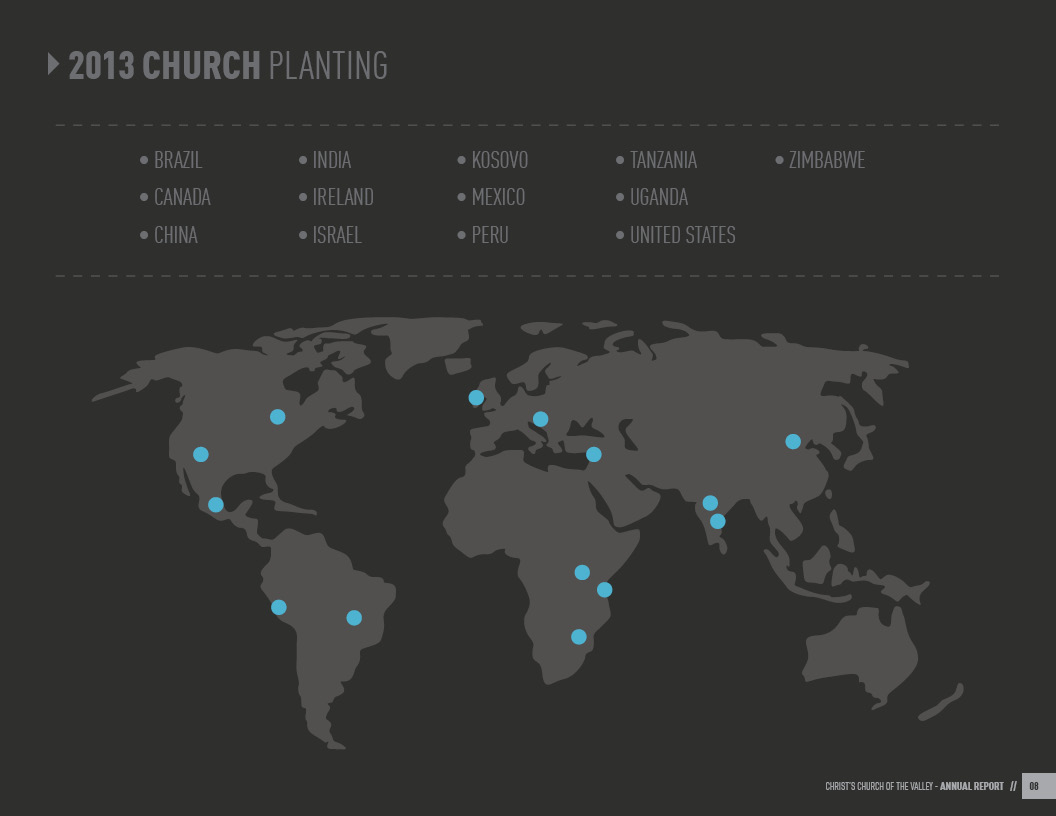 2013 CHURCH PLANTING
• BRAZIL
• CANADA
• CHINA
• INDIA
• IRELAND
• ISRAEL
• KOSOVO
• MEXICO
• PERU
• TANZANIA
• UGANDA
• UNITED STATES
• ZIMBABWE
CHRIST'S CHURCH OF THE VALLEY - ANNUAL REPORT // 08